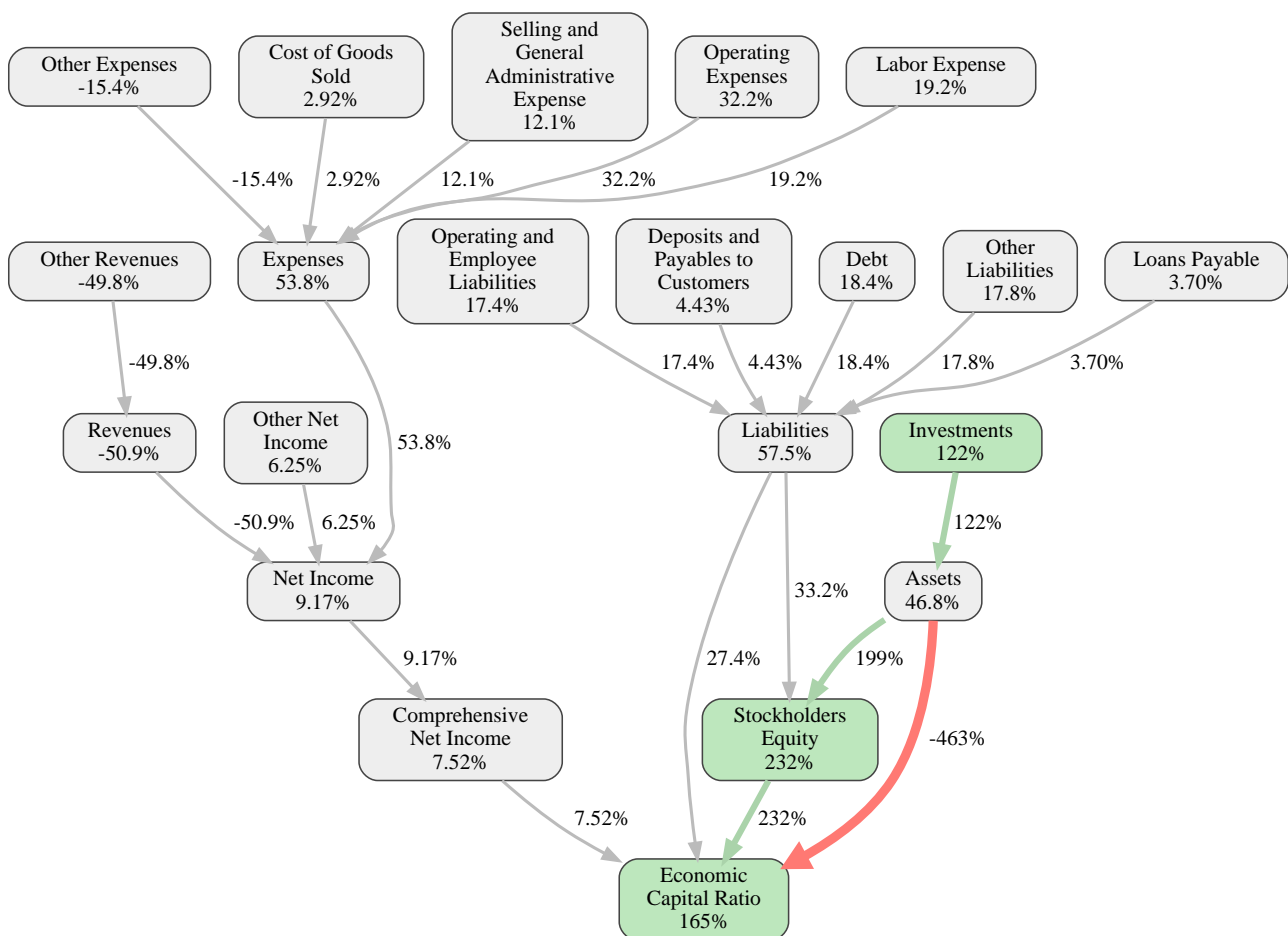 Other Expenses
-15.4%
Cost of Goods
Sold
2.92%
Selling and
General
Administrative
Expense
12.1%
Operating
Expenses
32.2%
Labor Expense
19.2%
-15.4%
2.92%
12.1%
32.2%
19.2%
Other Revenues
-49.8%
Expenses
53.8%
Operating and
Employee
Liabilities
17.4%
Deposits and
Payables to
Customers
4.43%
Debt
18.4%
Other
Liabilities
17.8%
Loans Payable
3.70%
-49.8%
17.4%
4.43%
18.4%
17.8%
3.70%
Revenues
-50.9%
Other Net
Income
6.25%
53.8%
Liabilities
57.5%
Investments
122%
-50.9%
6.25%
122%
Net Income
9.17%
33.2%
Assets
46.8%
9.17%
27.4%
199%
Comprehensive
Net Income
7.52%
Stockholders
Equity
232%
-463%
7.52%
232%
Economic
Capital Ratio
165%